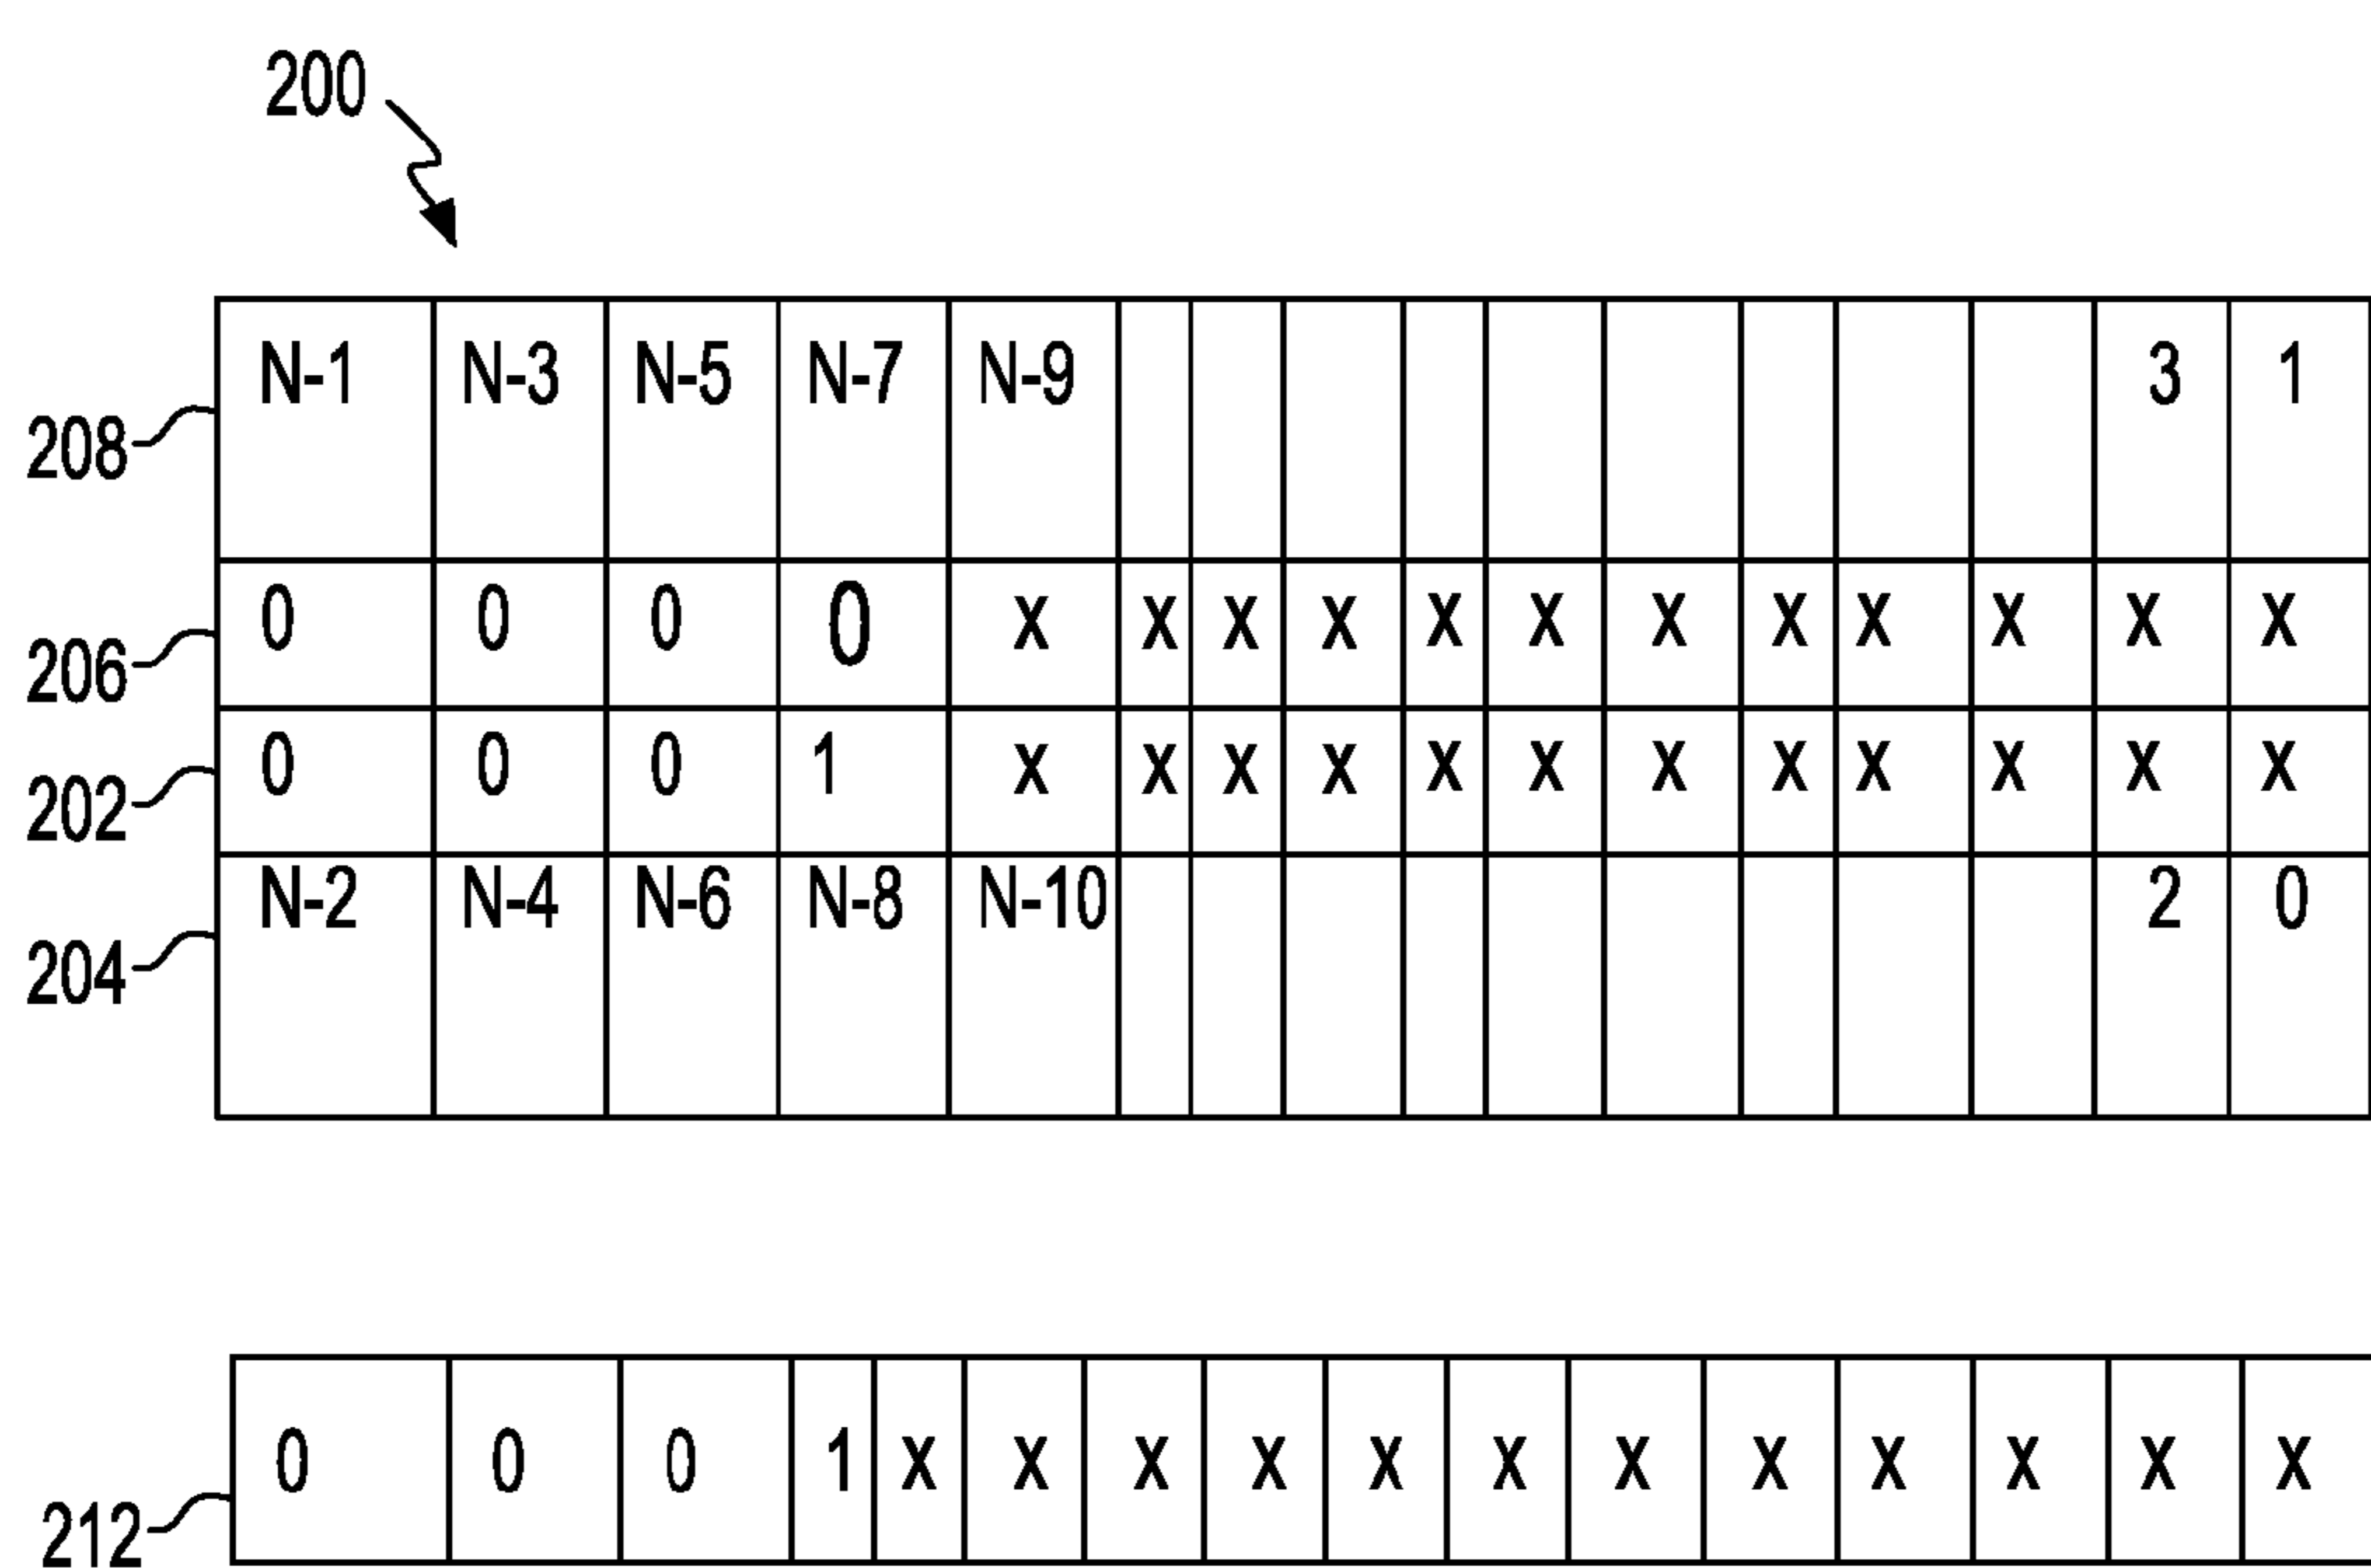 200
208 N-1 N-3 N-5 N-7 N-9 3 1
206 0 0 0 0 x x x x x x x x x x x x
202 0 0 0 1 x x x x x x x x x x x x
204 N-2 N-4 N-6 N-8 N-10 2 0
212 0 0 0 1 x x x x x x x x x x x x